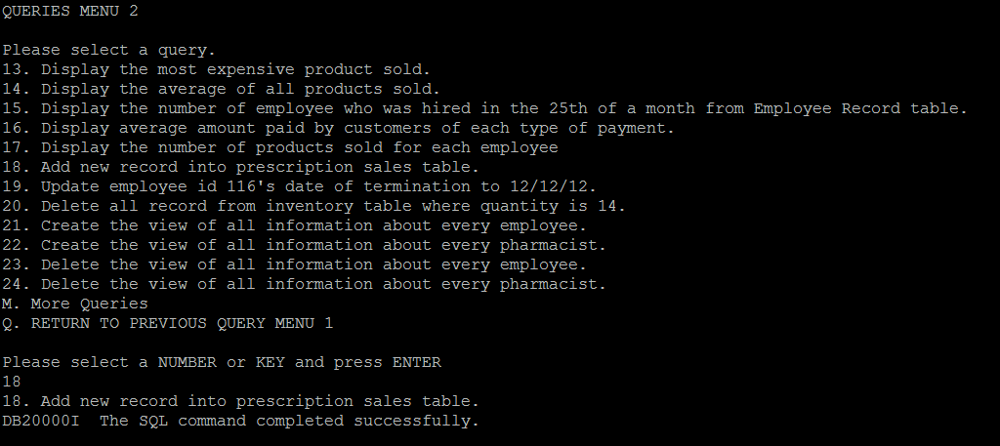 QUERIES MENU 2
Please select a query.
13. Display the most expensive product sold.
14. Display the average of all products sold.
15. Display the number of employee who was hired in the 25th of a month from Employee Record table.
16. Display average amount paid by customers of each type of payment.
17. Display the number of products sold for each employee
18. Add new record into prescription sales table.
19. Update employee id 116's date of termination to 12/12/12.
20. Delete all record from inventory table where quantity is 14.
21. Create the view of all information about every employee.
22. Create the view of all information about every pharmacist.
23. Delete the view of all information about every employee.
24. Delete the view of all information about every pharmacist.
M. More Queries
Q. RETURN TO PREVIOUS QUERY MENU 1
Please select a NUMBER or KEY and press ENTER
18
18. Add new record into prescription sales table.
DB20000I  The SQL command completed successfully.